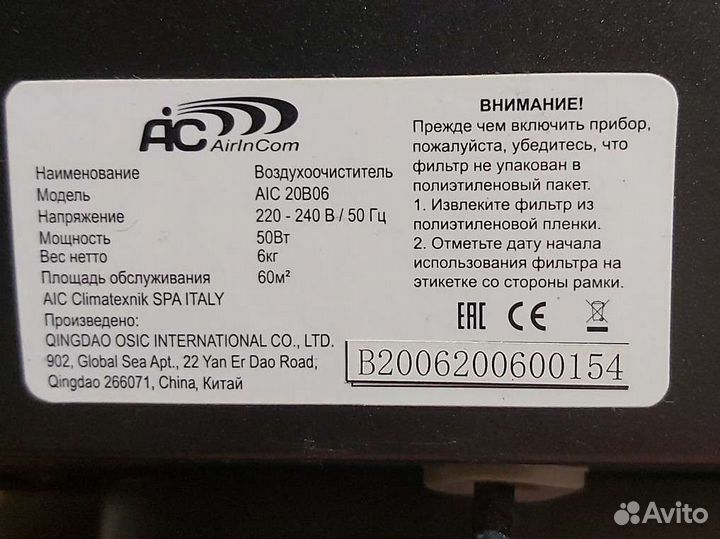 AIC
AirInCom
Наименование Воздухоочиститель
Модель AIC 20B06
Напряжение 220 - 240 В / 50 Гц
Мощность 50Вт
Вес нетто 6кг
Площадь обслуживания 60м²
AIC Climatexnik SPA ITALY
Произведено:
QINGDAO OSIC INTERNATIONAL CO., LTD.
902, Global Sea Apt., 22 Yan Er Dao Road,
Qingdao 266071, China, Китай
ВНИМАНИЕ!
Прежде чем включить прибор,
пожалуйста, убедитесь, что
фильтр не упакован в
полиэтиленовый пакет.
1. Извлеките фильтр из
полиэтиленовой пленки.
2. Отметьте дату начала
использования фильтра на
этикетке со стороны рамки.
EAC CE
B2006200600154
Avito